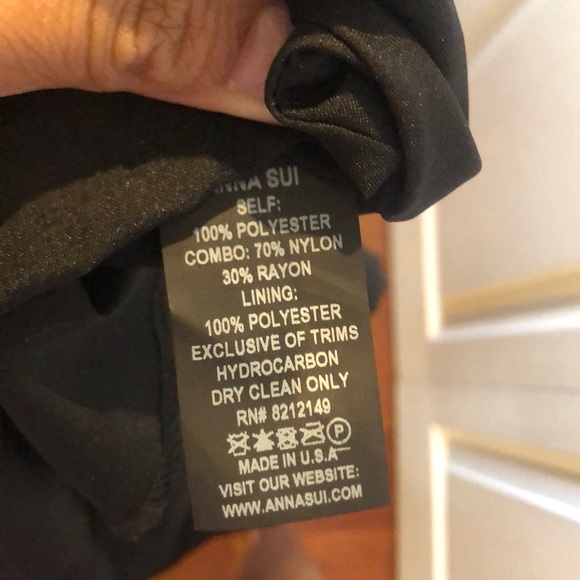 ANNA SUI
SELF:
100% POLYESTER
COMBO: 70% NYLON
30% RAYON
LINING:
100% POLYESTER
EXCLUSIVE OF TRIMS
HYDROCARBON
DRY CLEAN ONLY
RN# 8212149
P
MADE IN U.S.A
VISIT OUR WEBSITE:
WWW.ANNASUI.COM